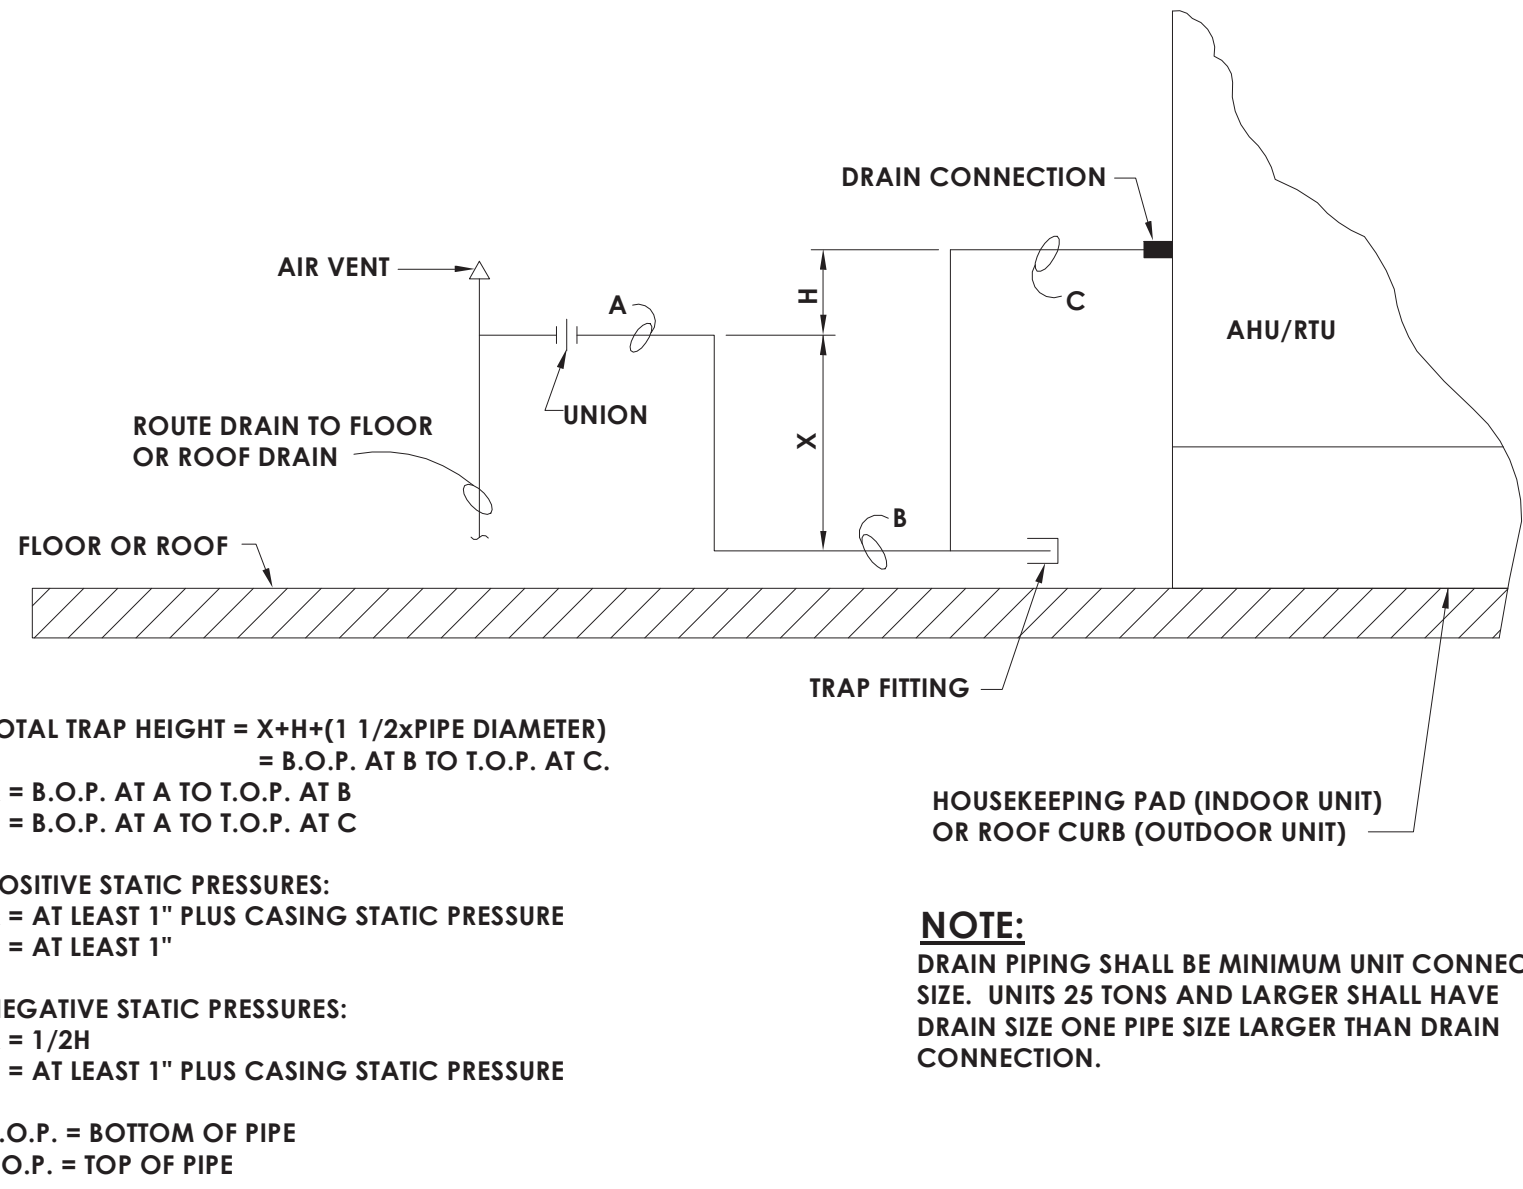 DRAIN CONNECTION
AIR VENT
A
H
C
AHU/RTU
UNION
ROUTE DRAIN TO FLOOR
OR ROOF DRAIN
X
B
FLOOR OR ROOF
TRAP FITTING
OTAL TRAP HEIGHT = X+H+(1 1/2xPIPE DIAMETER)
= B.O.P. AT B TO T.O.P. AT C.
= B.O.P. AT A TO T.O.P. AT B
= B.O.P. AT A TO T.O.P. AT C
HOUSEKEEPING PAD (INDOOR UNIT)
OR ROOF CURB (OUTDOOR UNIT)
OSITIVE STATIC PRESSURES:
= AT LEAST 1" PLUS CASING STATIC PRESSURE
= AT LEAST 1"
EGATIVE STATIC PRESSURES:
= 1/2H
= AT LEAST 1" PLUS CASING STATIC PRESSURE
.O.P. = BOTTOM OF PIPE
O.P. = TOP OF PIPE
NOTE:
DRAIN PIPING SHALL BE MINIMUM UNIT CONNEC
SIZE. UNITS 25 TONS AND LARGER SHALL HAVE
DRAIN SIZE ONE PIPE SIZE LARGER THAN DRAIN
CONNECTION.